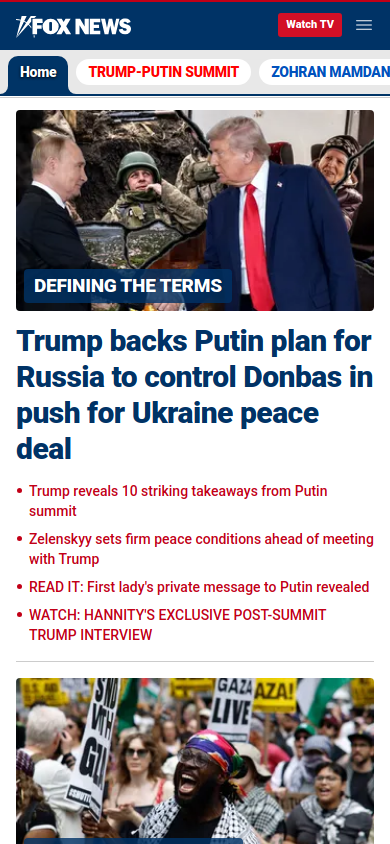 FOX NEWS
Watch TV
Home
TRUMP-PUTIN SUMMIT
ZOHRAN MAMDAN
DEFINING THE TERMS
Trump backs Putin plan for
Russia to control Donbas in
push for Ukraine peace
deal
Trump reveals 10 striking takeaways from Putin
summit
Zelenskyy sets firm peace conditions ahead of meeting
with Trump
READ IT: First lady's private message to Putin revealed
WATCH: HANNITY'S EXCLUSIVE POST-SUMMIT
TRUMP INTERVIEW
GAZA
LIVE
AZA!